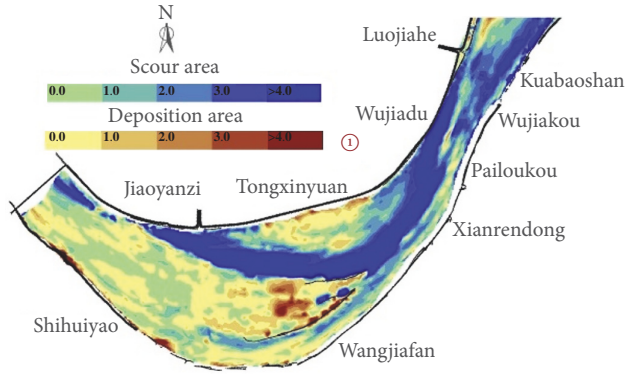 N
Luojiahe
Scour area
0.0 1.0 2.0 3.0 >4.0
Kuabaoshan
Deposition area
Wujiadu
Wujiakou
0.0 1.0 2.0 3.0 >4.0 ①
Pailoukou
Jiaoyanzi
Tongxinyuan
Xianrendong
Shihuiyao
Wangjiafan